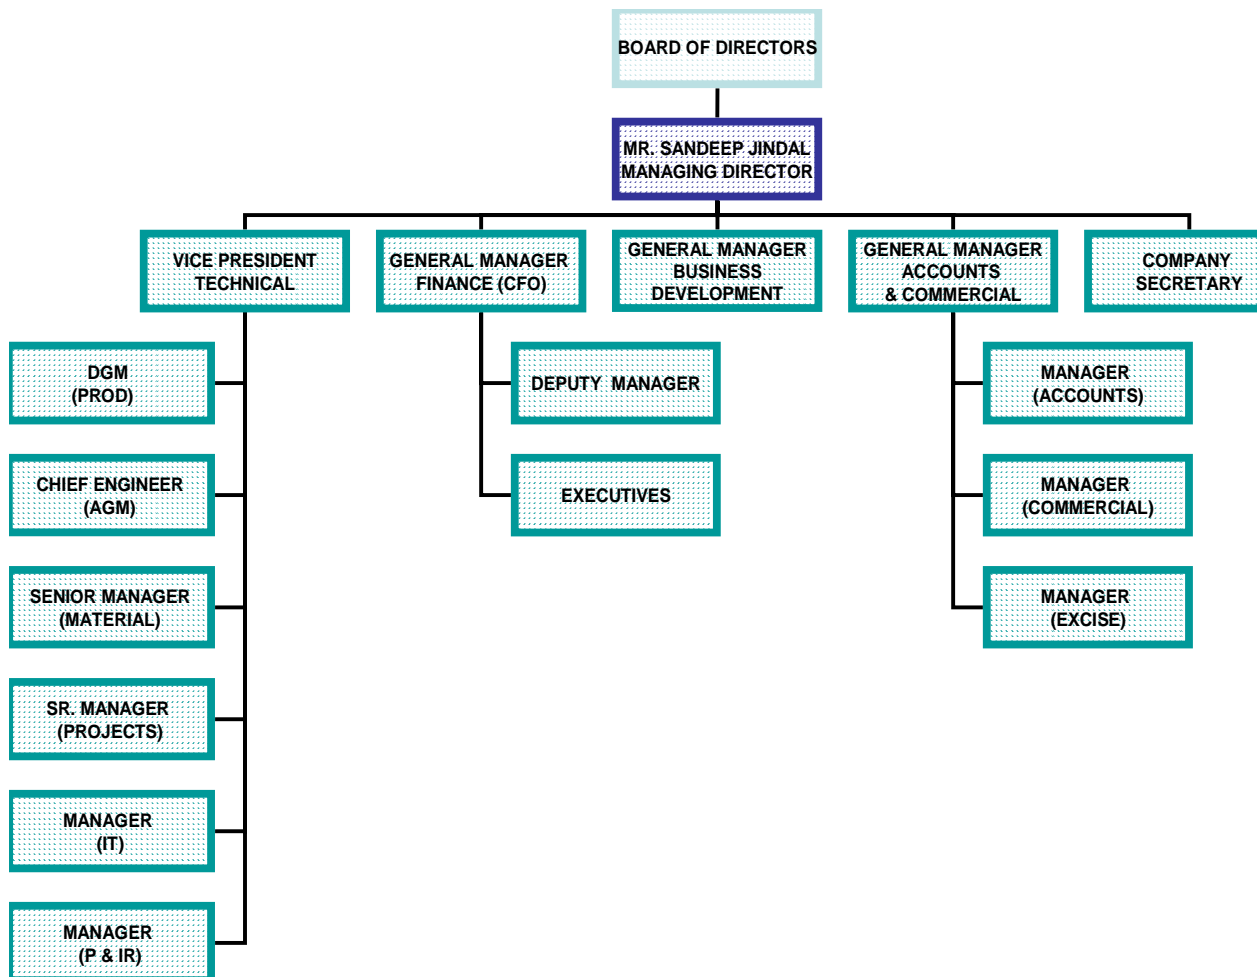 BOARD OF DIRECTORS
MR. SANDEEP JINDAL
MANAGING DIRECTOR
VICE PRESIDENT
TECHNICAL
GENERAL MANAGER
FINANCE (CFO)
GENERAL MANAGER
BUSINESS
DEVELOPMENT
GENERAL MANAGER
ACCOUNTS
& COMMERCIAL
COMPANY
SECRETARY
DGM
(PROD)
CHIEF ENGINEER
(AGM)
SENIOR MANAGER
(MATERIAL)
SR. MANAGER
(PROJECTS)
MANAGER
(IT)
MANAGER
(P & IR)
DEPUTY MANAGER
EXECUTIVES
MANAGER
(ACCOUNTS)
MANAGER
(COMMERCIAL)
MANAGER
(EXCISE)